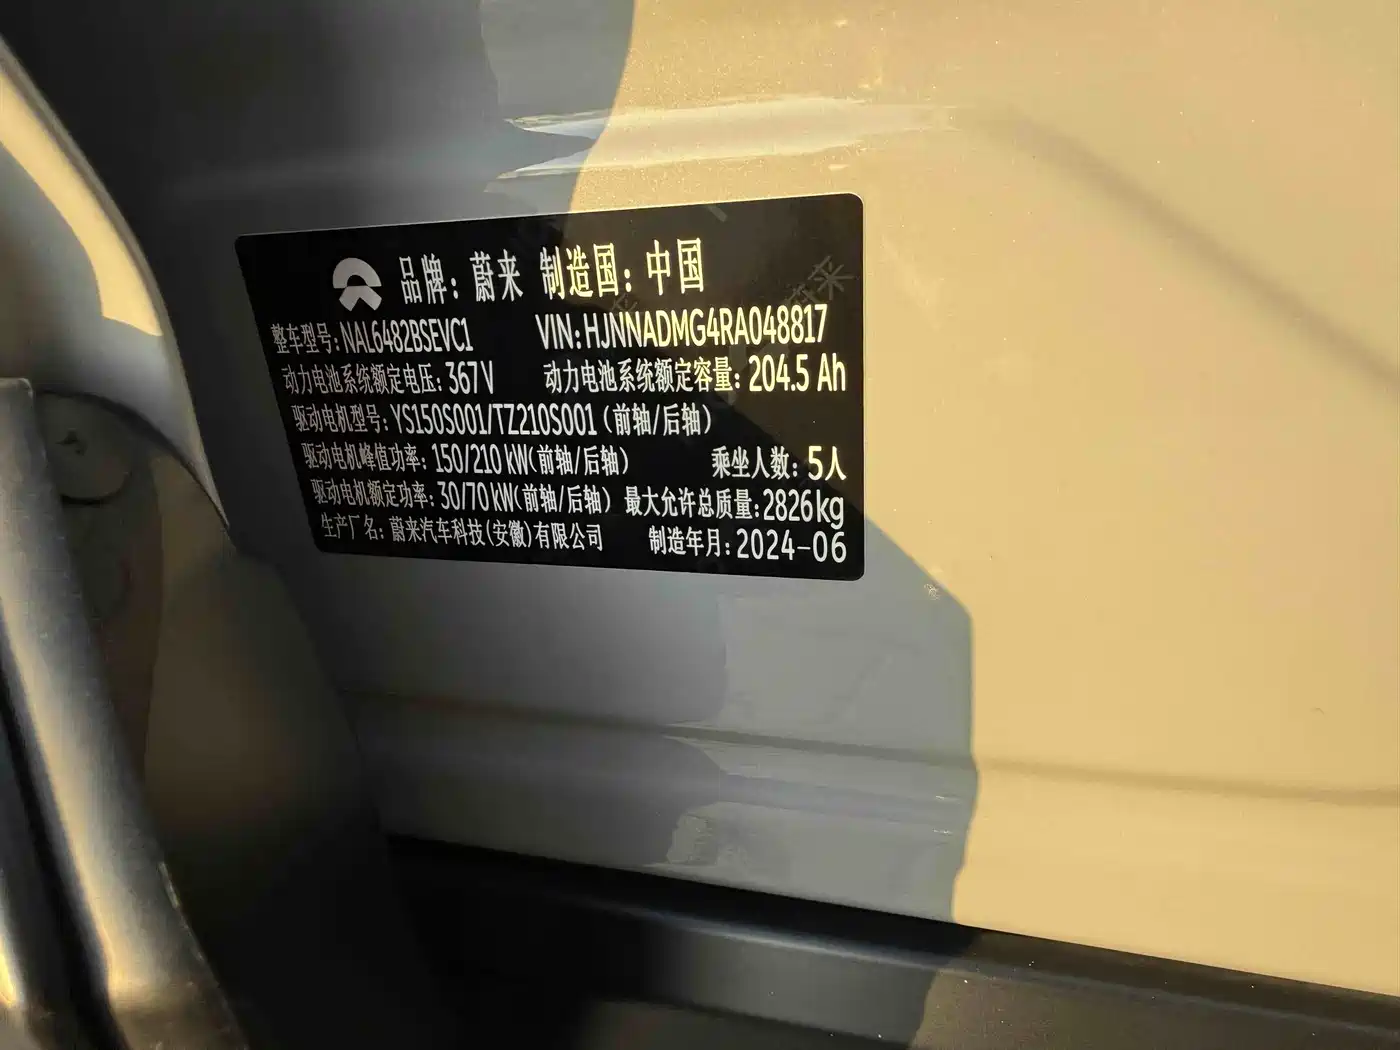 品牌：蔚来 制造国：中国
整车型号：NAL6482BSEVC1 VIN：HJNNADMG4RA048817
动力电池系统额定电压：367V 动力电池系统额定容量：204.5 Ah
驱动电机型号：YS150S001/TZ210S001（前轴/后轴）
驱动电机峰值功率：150/210 kW（前轴/后轴） 乘坐人数：5人
驱动电机额定功率：30/70 kW（前轴/后轴） 最大允许总质量：2826kg
生产厂名：蔚来汽车科技（安徽）有限公司 制造年月：2024-06